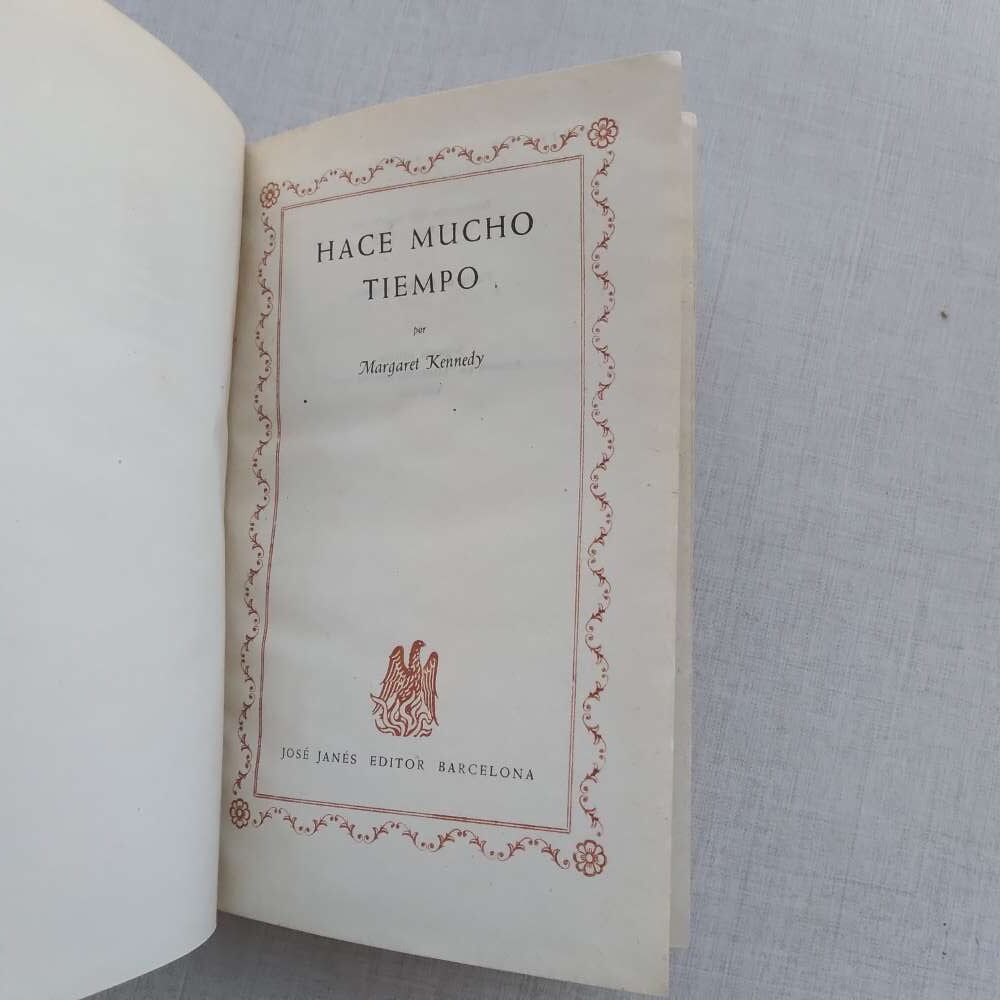 HACE MUCHO
TIEMPO
por
Margaret Kennedy
JOSÉ JANÉS EDITOR BARCELONA